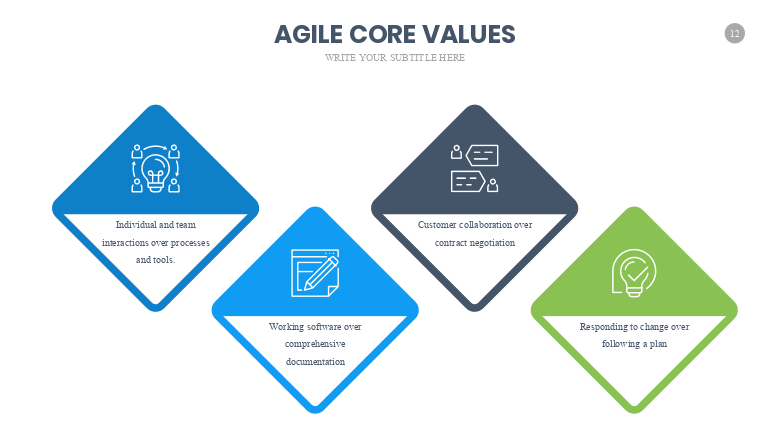 AGILE CORE VALUES
WRITE YOUR SUBTITLE HERE
12
Individual and team
interactions over processes
and tools.
Working software over
comprehensive
documentation
Customer collaboration over
contract negotiation
Responding to change over
following a plan